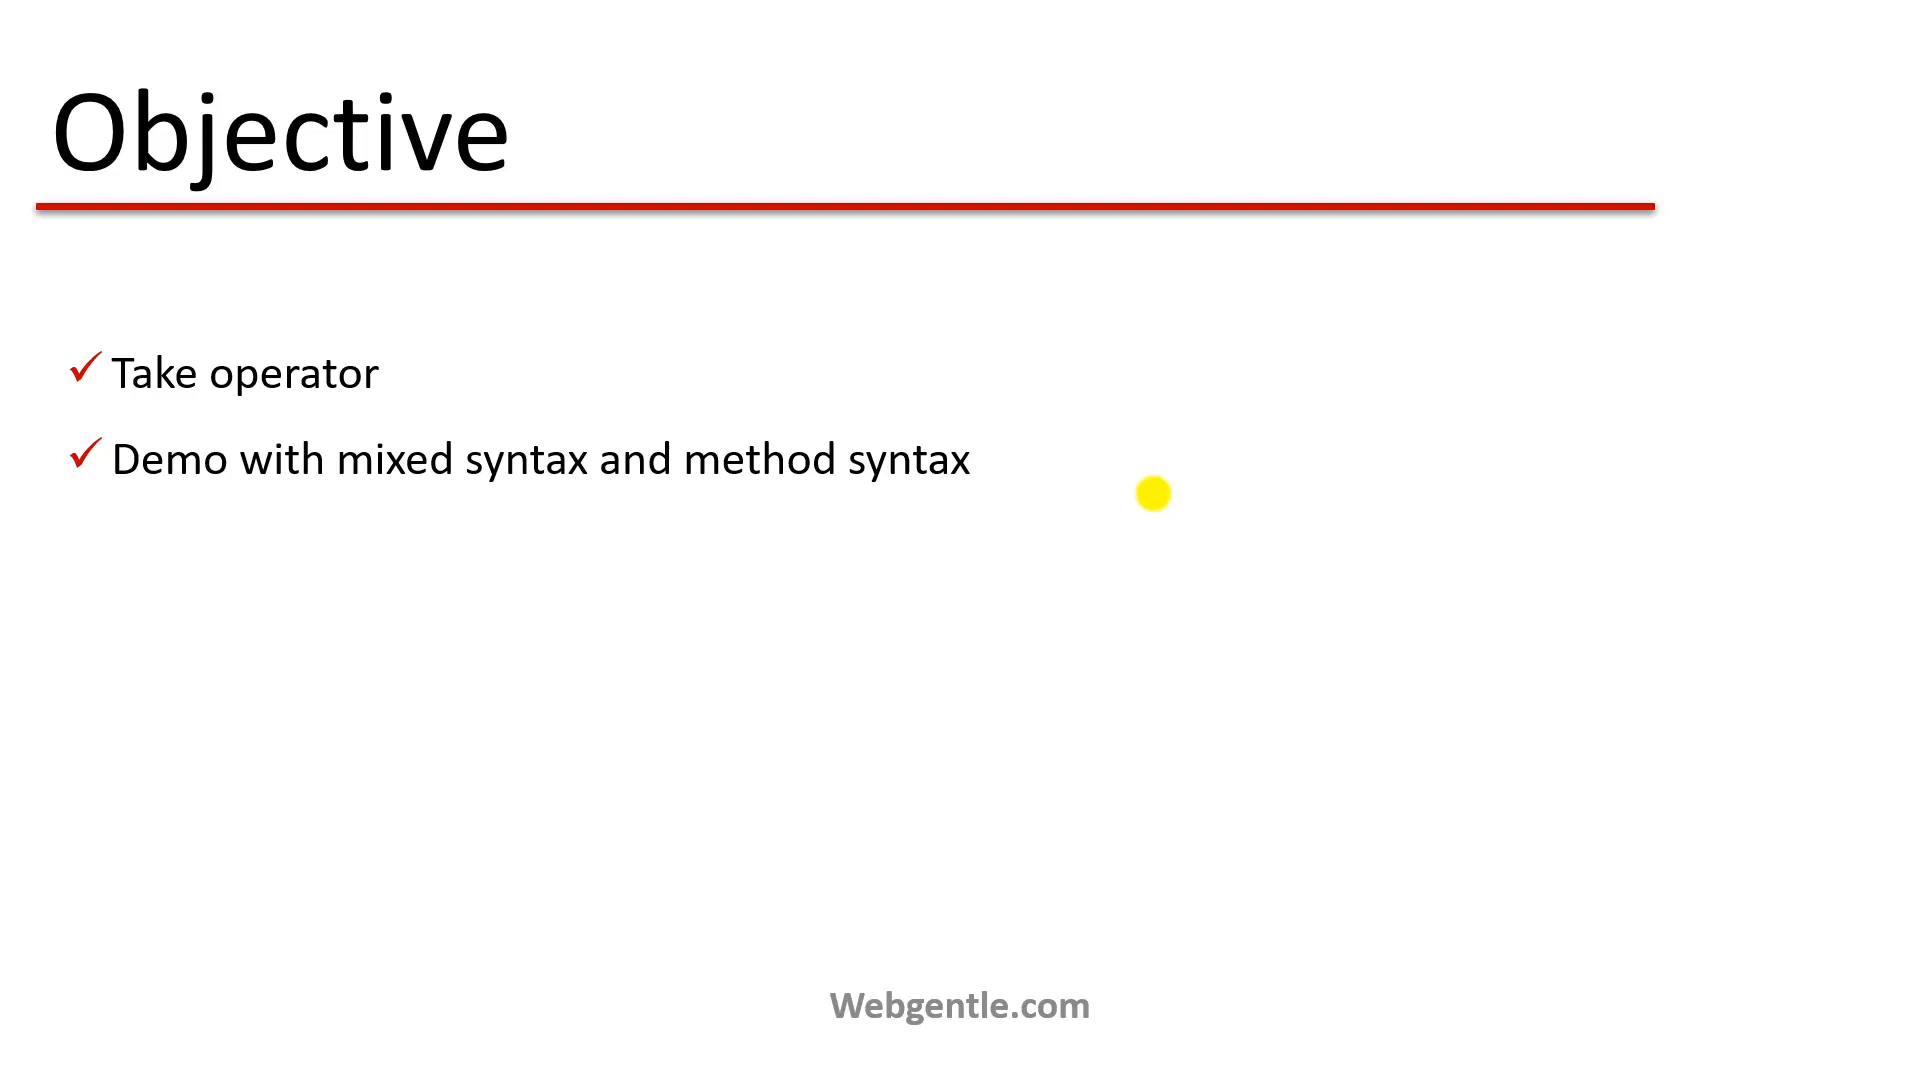 Objective
Take operator
Demo with mixed syntax and method syntax
Webgentle.com